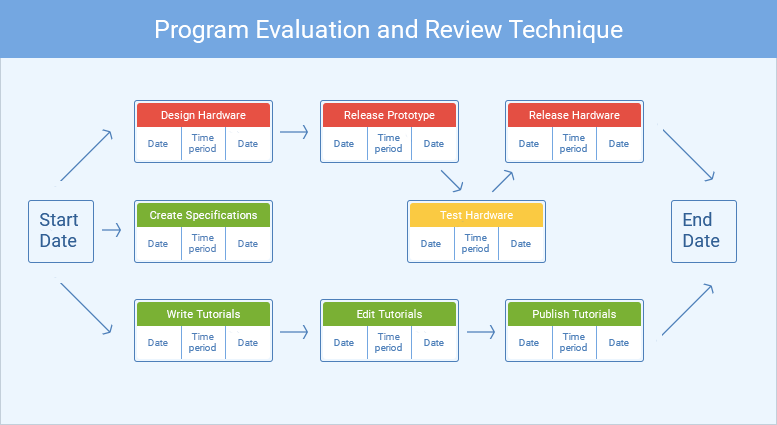 Program Evaluation and Review Technique
Design Hardware
Date
Time
period
Date
Release Prototype
Date
Time
period
Date
Release Hardware
Date
Time
period
Date
Start
Date
Create Specifications
Date
Time
period
Date
Test Hardware
Date
Time
period
Date
End
Date
Write Tutorials
Date
Time
period
Date
Edit Tutorials
Date
Time
period
Date
Publish Tutorials
Date
Time
period
Date